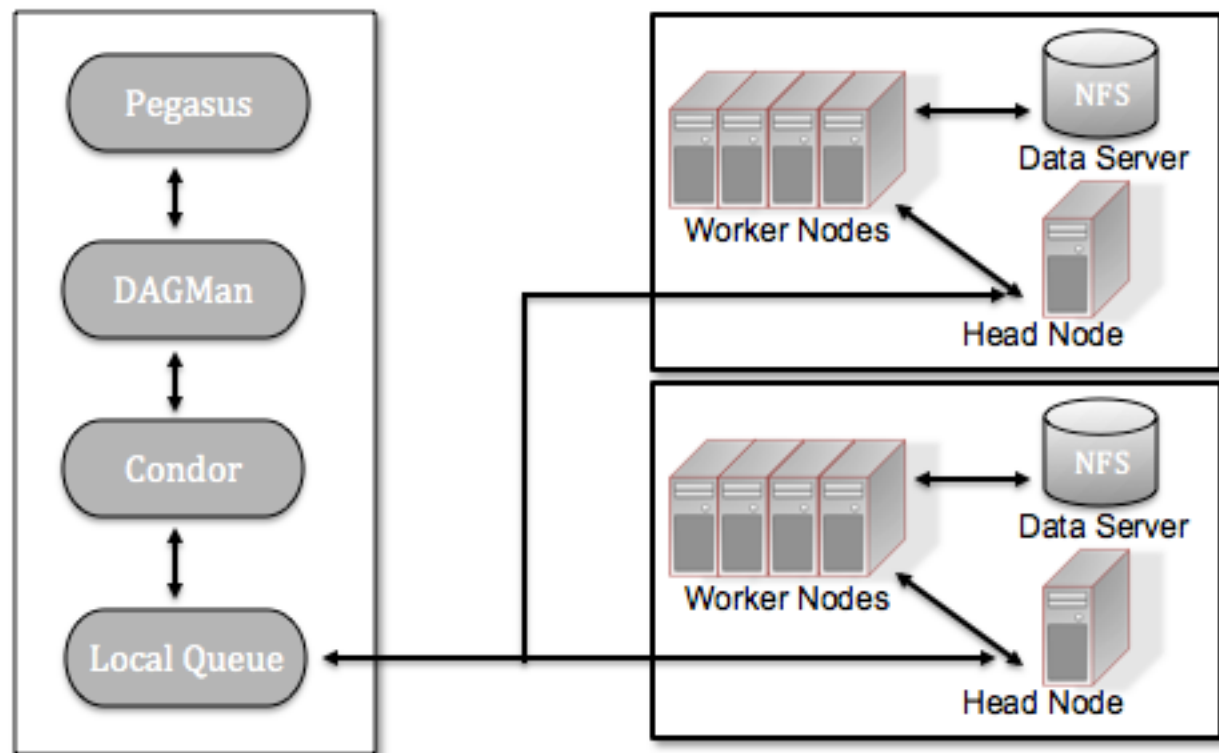 Pegasus
DAGMan
Condor
Local Queue
NFS
Data Server
Worker Nodes
Head Node
NFS
Data Server
Worker Nodes
Head Node